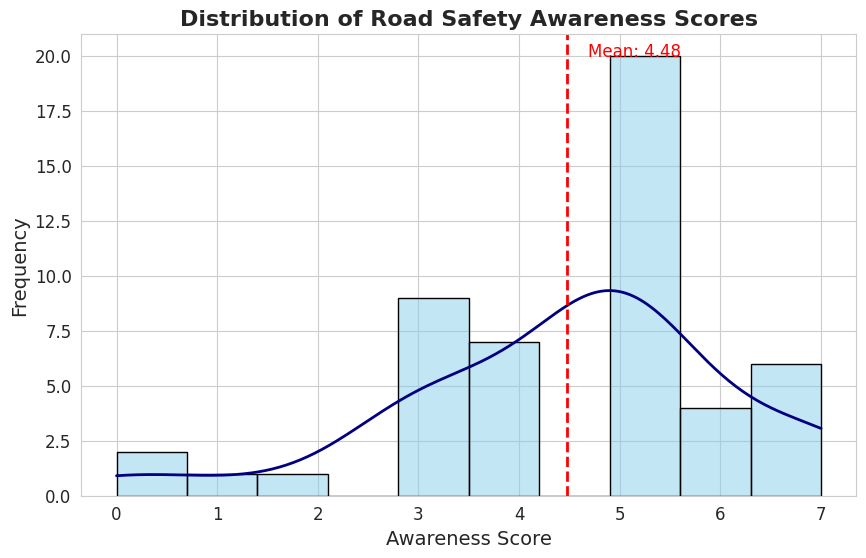 Distribution of Road Safety Awareness Scores
Mean: 4.48
20.0
17.5
15.0
12.5
10.0
7.5
5.0
2.5
0.0
Frequency
0 1 2 3 4 5 6 7
Awareness Score